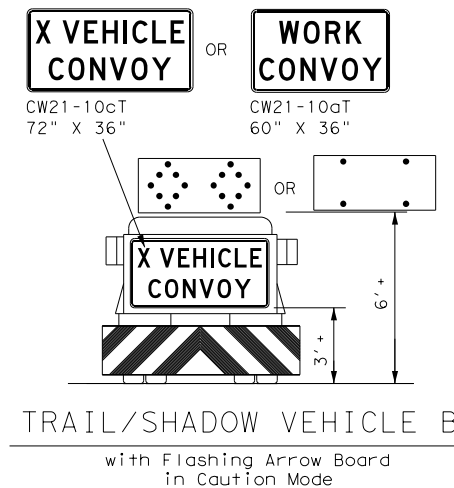 X VEHICLE
CONVOY
OR
WORK
CONVOY
CW21-10cT
72" X 36"
CW21-10aT
60" X 36"
OR
X VEHICLE
CONVOY
3'+
6'+
TRAIL/SHADOW VEHICLE B
with Flashing Arrow Board
in Caution Mode